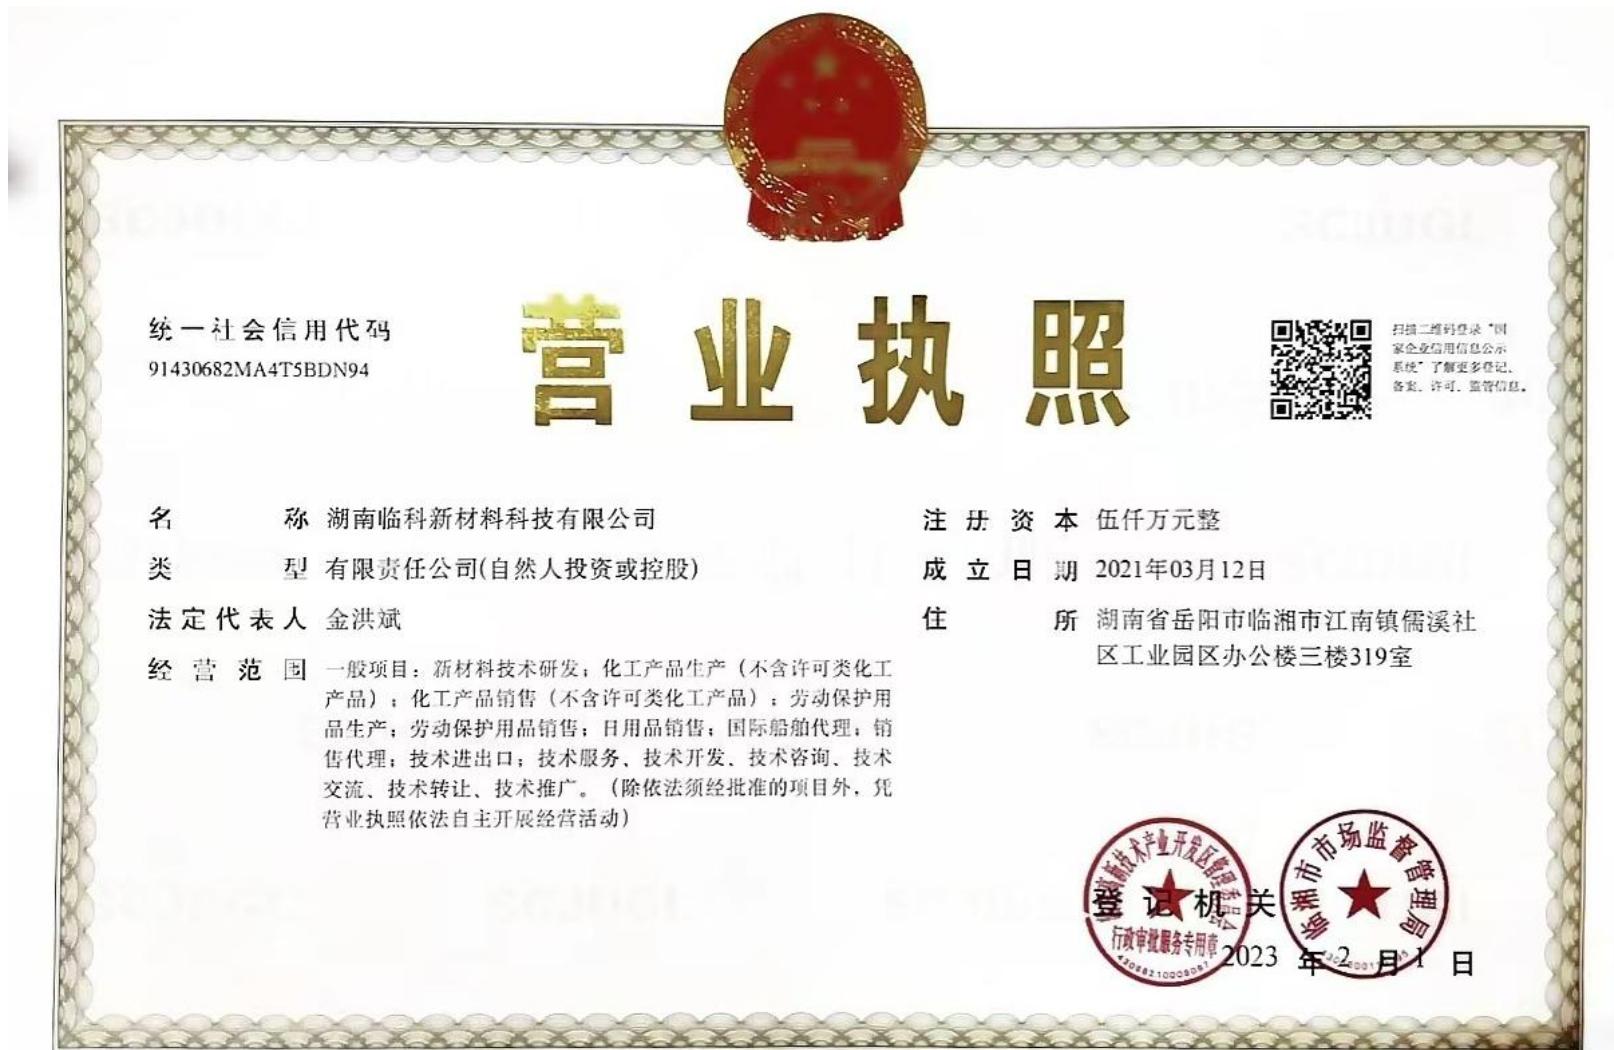 营业执照
统一社会信用代码
91430682MA4T5BDN94
扫描二维码登录“国
家企业信用信息公示
系统”了解更多登记、
备案、许可、监管信息。
名称 湖南临科新材料科技有限公司
类型 有限责任公司(自然人投资或控股)
法定代表人 金洪斌
经营范围 一般项目：新材料技术研发；化工产品生产（不含许可类化工
产品）；化工产品销售（不含许可类化工产品）；劳动保护用
品生产；劳动保护用品销售；日用品销售；国际船舶代理；销
售代理；技术进出口；技术服务、技术开发、技术咨询、技术
交流、技术转让、技术推广。（除依法须经批准的项目外，凭
营业执照依法自主开展经营活动）
注册资本 伍仟万元整
成立日期 2021年03月12日
住所 湖南省岳阳市临湘市江南镇儒溪社
区工业园区办公楼三楼319室
高新技术产业开发区管理委员会
行政审批服务专用章
临湘市市场监督管理局
登记机关
2023 年 2 月 1 日